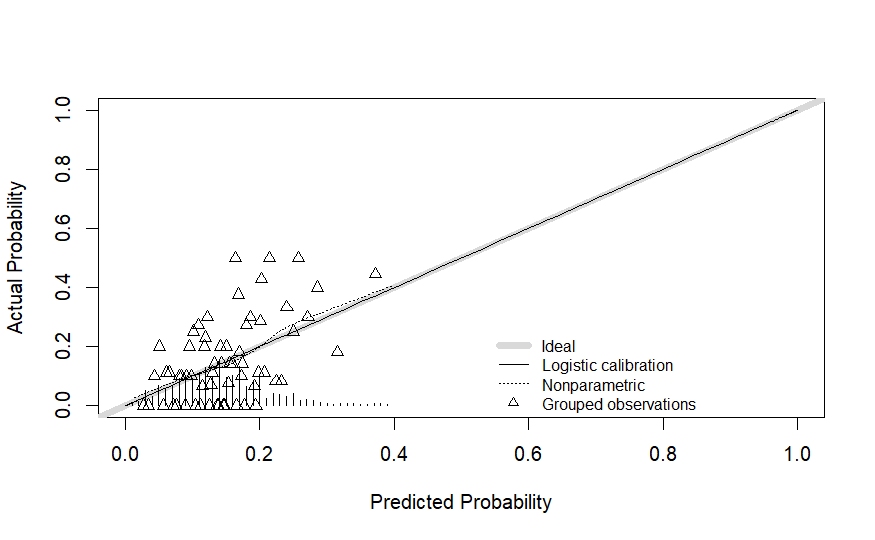 Actual Probability
1.0
0.8
0.6
0.4
0.2
0.0
Ideal
Logistic calibration
Nonparametric
Grouped observations
0.0 0.2 0.4 0.6 0.8 1.0
Predicted Probability